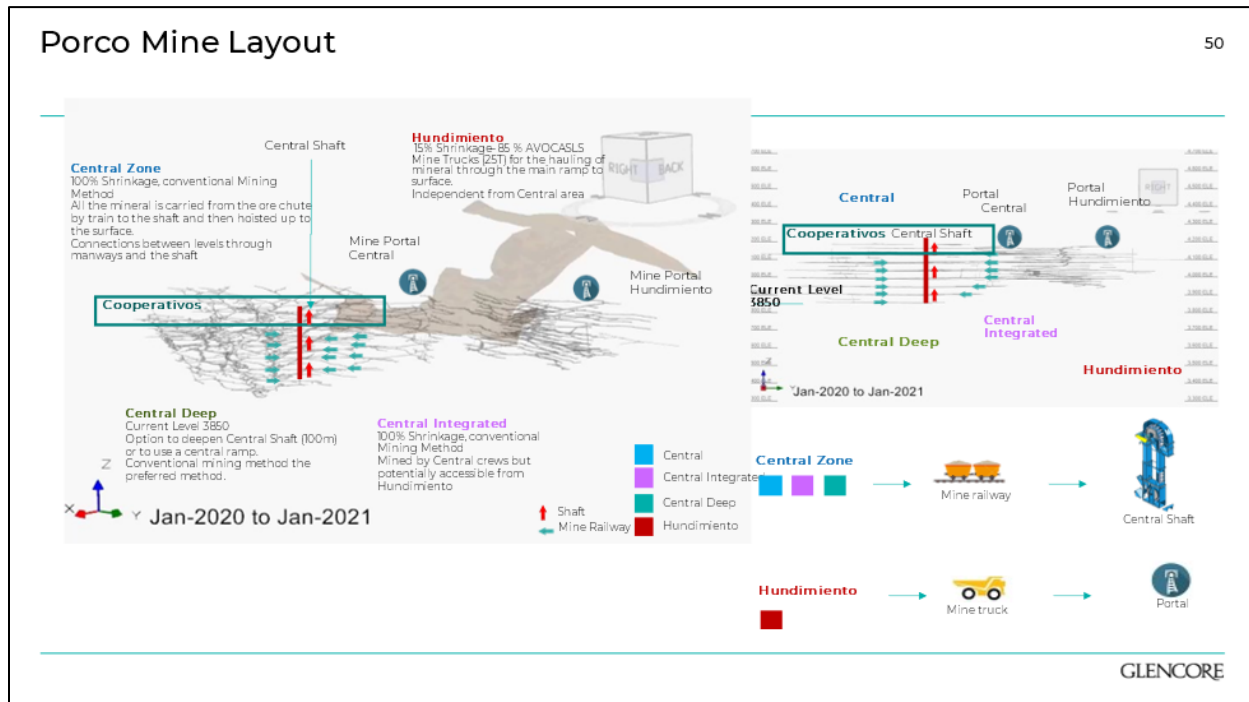 Porco Mine Layout
50
Central Shaft
Central Zone
100% Shrinkage, conventional Mining
Method
All the mineral is carried from the ore chute
by train to the shaft and then hoisted up to
the surface.
Connections between levels through
manways and the shaft
Hundimiento
15% Shrinkage- 85 % AVOCASLS
Mine Trucks (25T) for the hauling of
mineral through the main ramp to
surface.
Independent from Central area
RIGHT
BACK
Mine Portal
Central
Mine Portal
Hundimiento
Cooperativos
Central Deep
Current Level 3850
Option to deepen Central Shaft (100m)
or to use a central ramp.
Conventional mining method the
preferred method.
Central Integrated
100% Shrinkage, conventional
Mining Method
Mined by Central crews but
potentially accessible from
Hundimiento
Z
X
Y
Jan-2020 to Jan-2021
Shaft
Mine Railway
Central
Central Integrated
Central Deep
Hundimiento
Central
Portal
Central
Portal
Hundimiento
RIGHT
Cooperativos
Central Shaft
Current Level
3850
Central
Integrated
Central Deep
Hundimiento
Jan-2020 to Jan-2021
Central Zone
Mine railway
Central Shaft
Hundimiento
Mine truck
Portal
GLENCORE